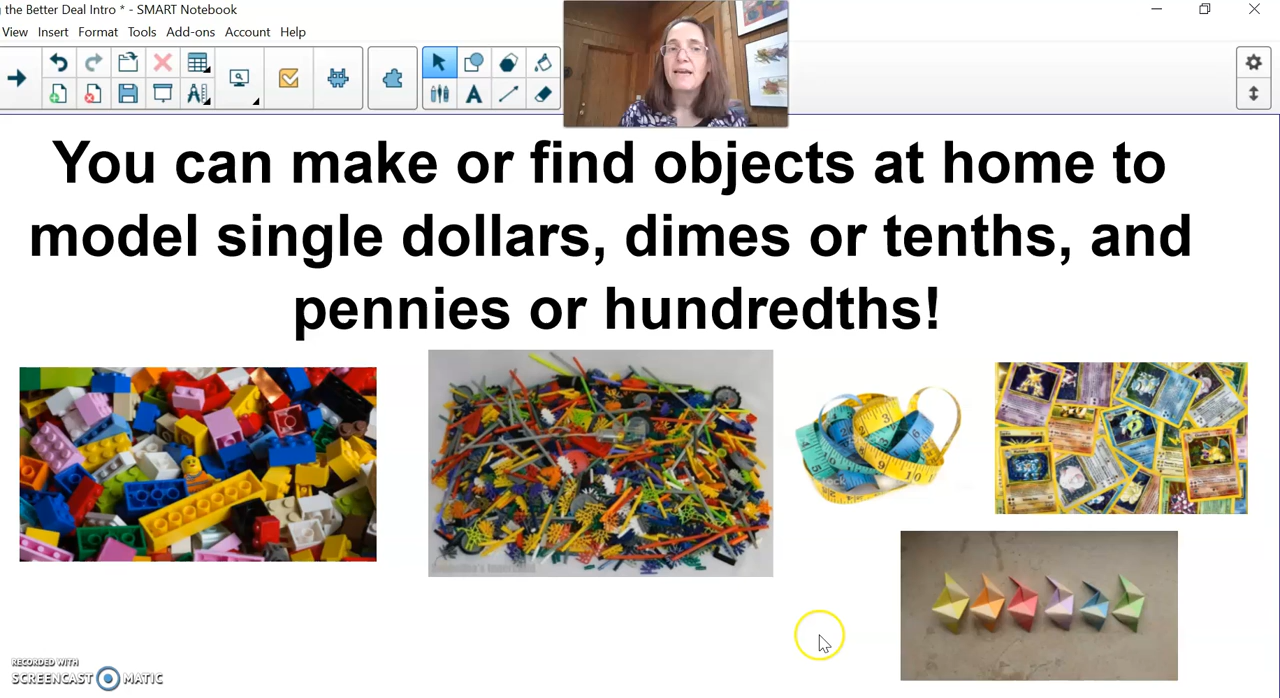 the Better Deal Intro * - SMART Notebook
View Insert Format Tools Add-ons Account Help
You can make or find objects at home to
model single dollars, dimes or tenths, and
pennies or hundredths!
RECORDED WITH
SCREENCAST MATIC